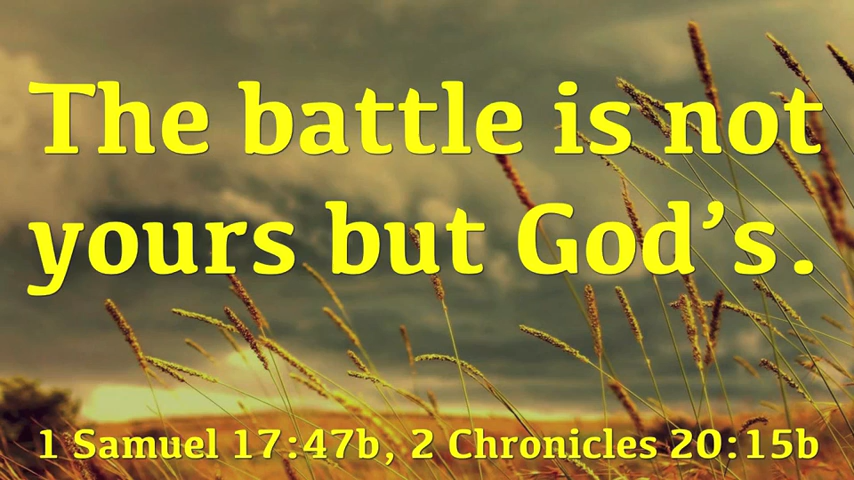 The battle is not
yours but God’s.
1 Samuel 17:47b, 2 Chronicles 20:15b